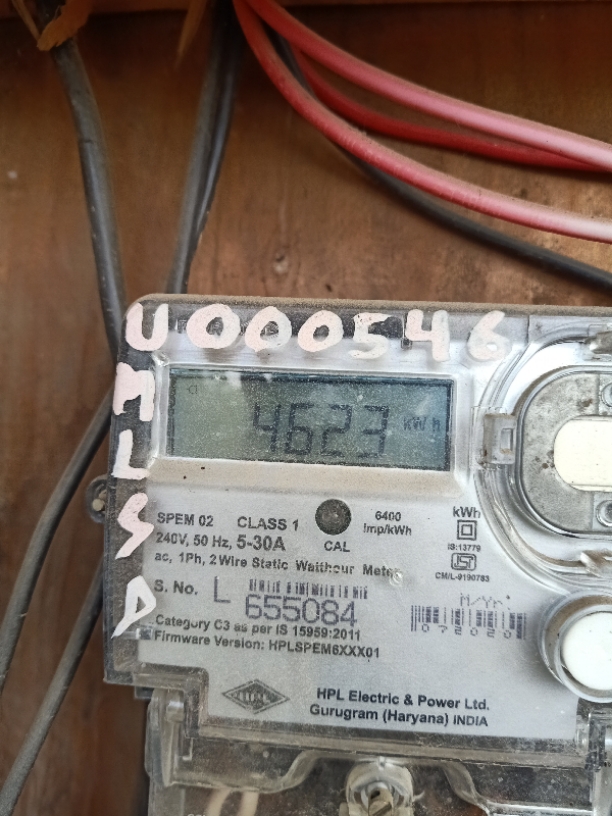 U000546
MLSD
4623 kWh
SPEM 02 CLASS 1 6400 imp/kWh kWh
240V, 50 Hz, 5-30A CAL IS:13779
ac, 1Ph, 2Wire Static Watthour Meter CM/L-9190783
S. No. L 655084
M/Yr.
072020
Category C3 as per IS 15959:2011
Firmware Version: HPLSPEM6XXX01
HPL Electric & Power Ltd.
Gurugram (Haryana) INDIA